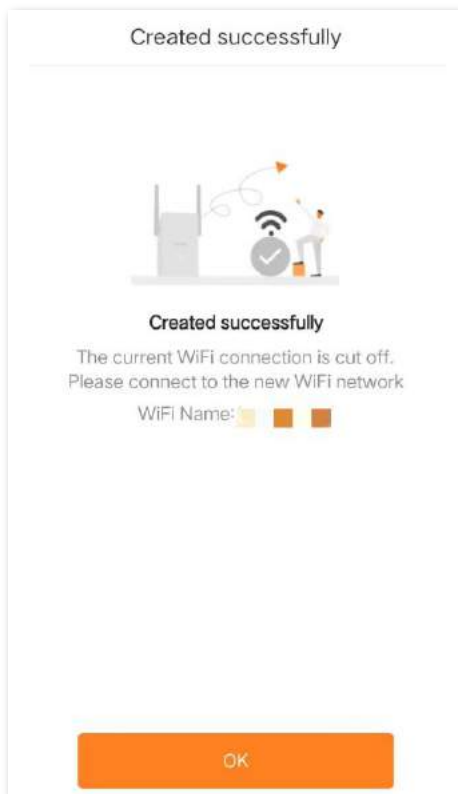 Created successfully
Created successfully
The current WiFi connection is cut off.
Please connect to the new WiFi network
WiFi Name:
OK